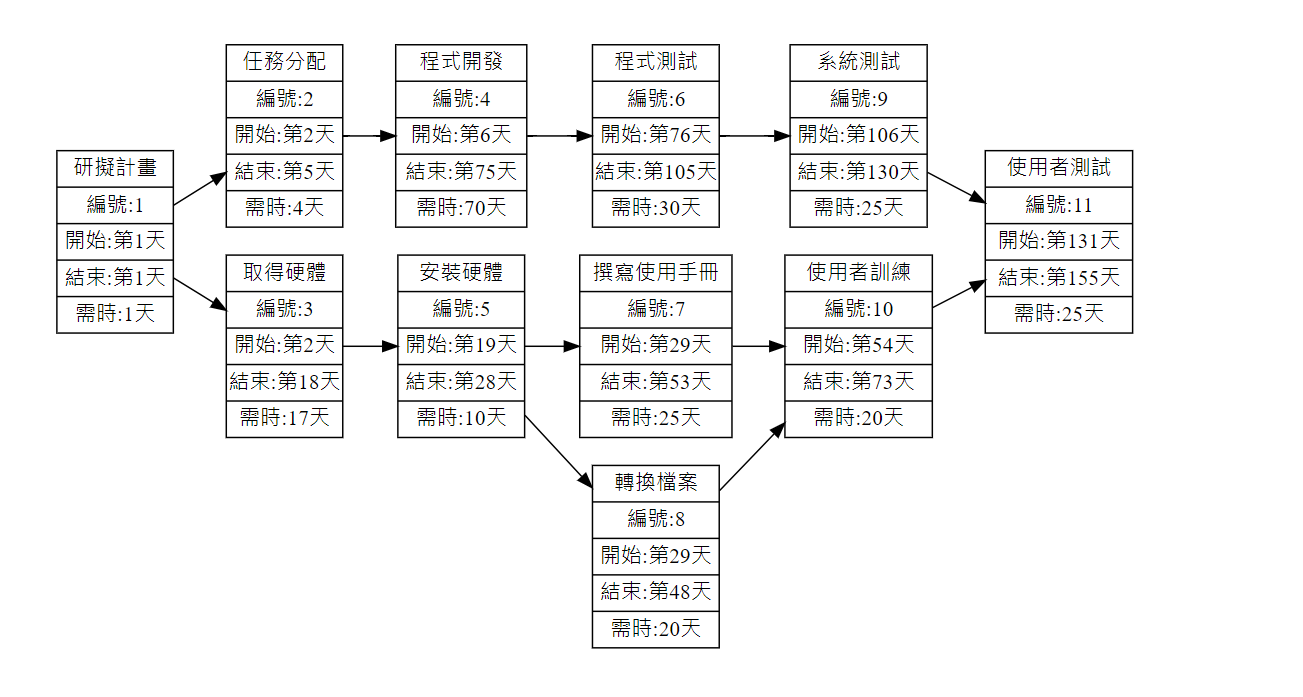 研擬計畫
編號:1
開始:第1天
結束:第1天
需時:1天
任務分配
編號:2
開始:第2天
結束:第5天
需時:4天
程式開發
編號:4
開始:第6天
結束:第75天
需時:70天
程式測試
編號:6
開始:第76天
結束:第105天
需時:30天
系統測試
編號:9
開始:第106天
結束:第130天
需時:25天
取得硬體
編號:3
開始:第2天
結束:第18天
需時:17天
安裝硬體
編號:5
開始:第19天
結束:第28天
需時:10天
撰寫使用手冊
編號:7
開始:第29天
結束:第53天
需時:25天
使用者訓練
編號:10
開始:第54天
結束:第73天
需時:20天
轉換檔案
編號:8
開始:第29天
結束:第48天
需時:20天
使用者測試
編號:11
開始:第131天
結束:第155天
需時:25天